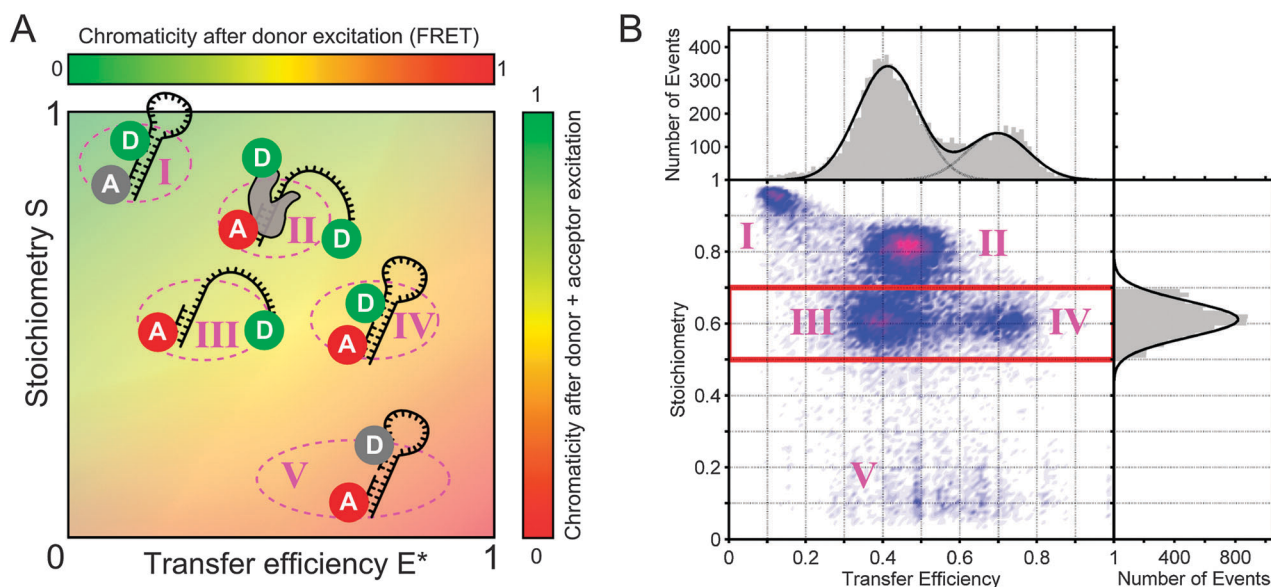 A
Chromaticity after donor excitation (FRET)
0
1
1
Stoichiometry S
D
A
I
D
A
II
D
A
III
D
D
A
IV
D
A
V
0
Transfer efficiency E*
1
1
Chromaticity after donor + acceptor excitation
0
B
Number of Events
400
300
200
100
1
Stoichiometry
1
0.8
0.6
0.4
0.2
0
I
II
III
IV
V
0
0.2
0.4
0.6
0.8
Transfer Efficiency
1
400
800
Number of Events